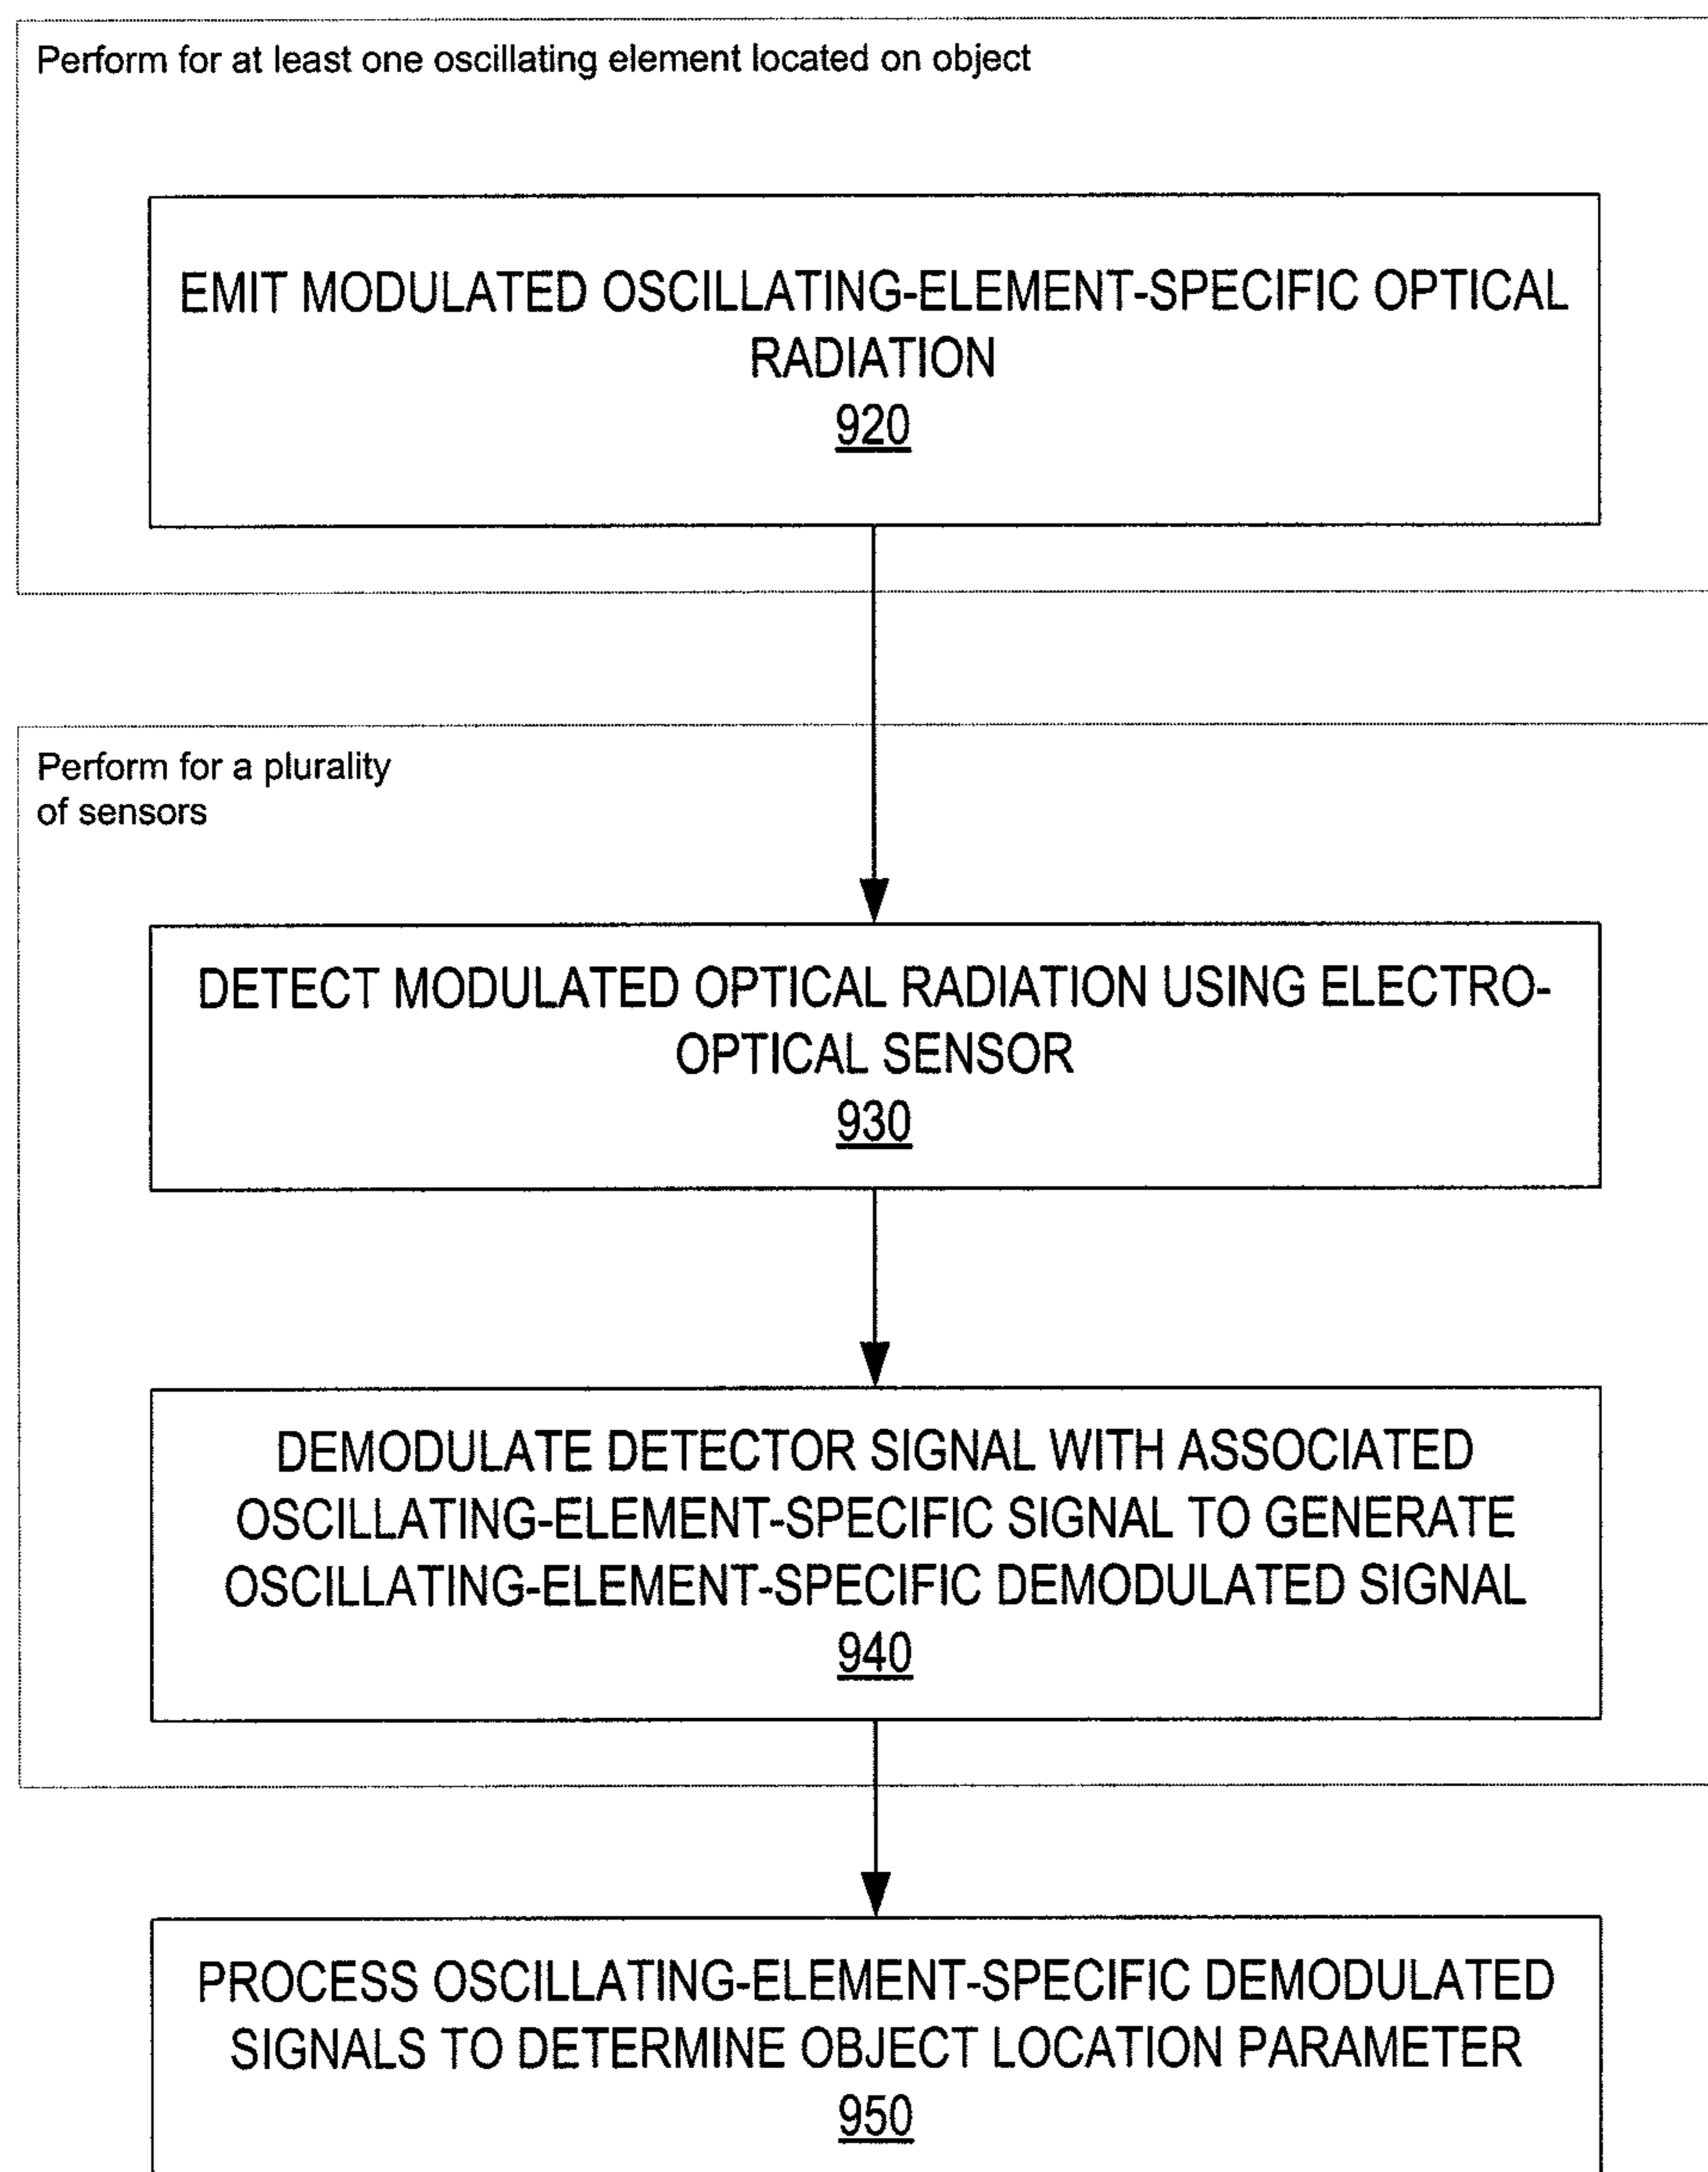 Perform for at least one oscillating element located on object
EMIT MODULATED OSCILLATING-ELEMENT-SPECIFIC OPTICAL
RADIATION
920
Perform for a plurality
of sensors
DETECT MODULATED OPTICAL RADIATION USING ELECTRO-
OPTICAL SENSOR
930
DEMODULATE DETECTOR SIGNAL WITH ASSOCIATED
OSCILLATING-ELEMENT-SPECIFIC SIGNAL TO GENERATE
OSCILLATING-ELEMENT-SPECIFIC DEMODULATED SIGNAL
940
PROCESS OSCILLATING-ELEMENT-SPECIFIC DEMODULATED
SIGNALS TO DETERMINE OBJECT LOCATION PARAMETER
950